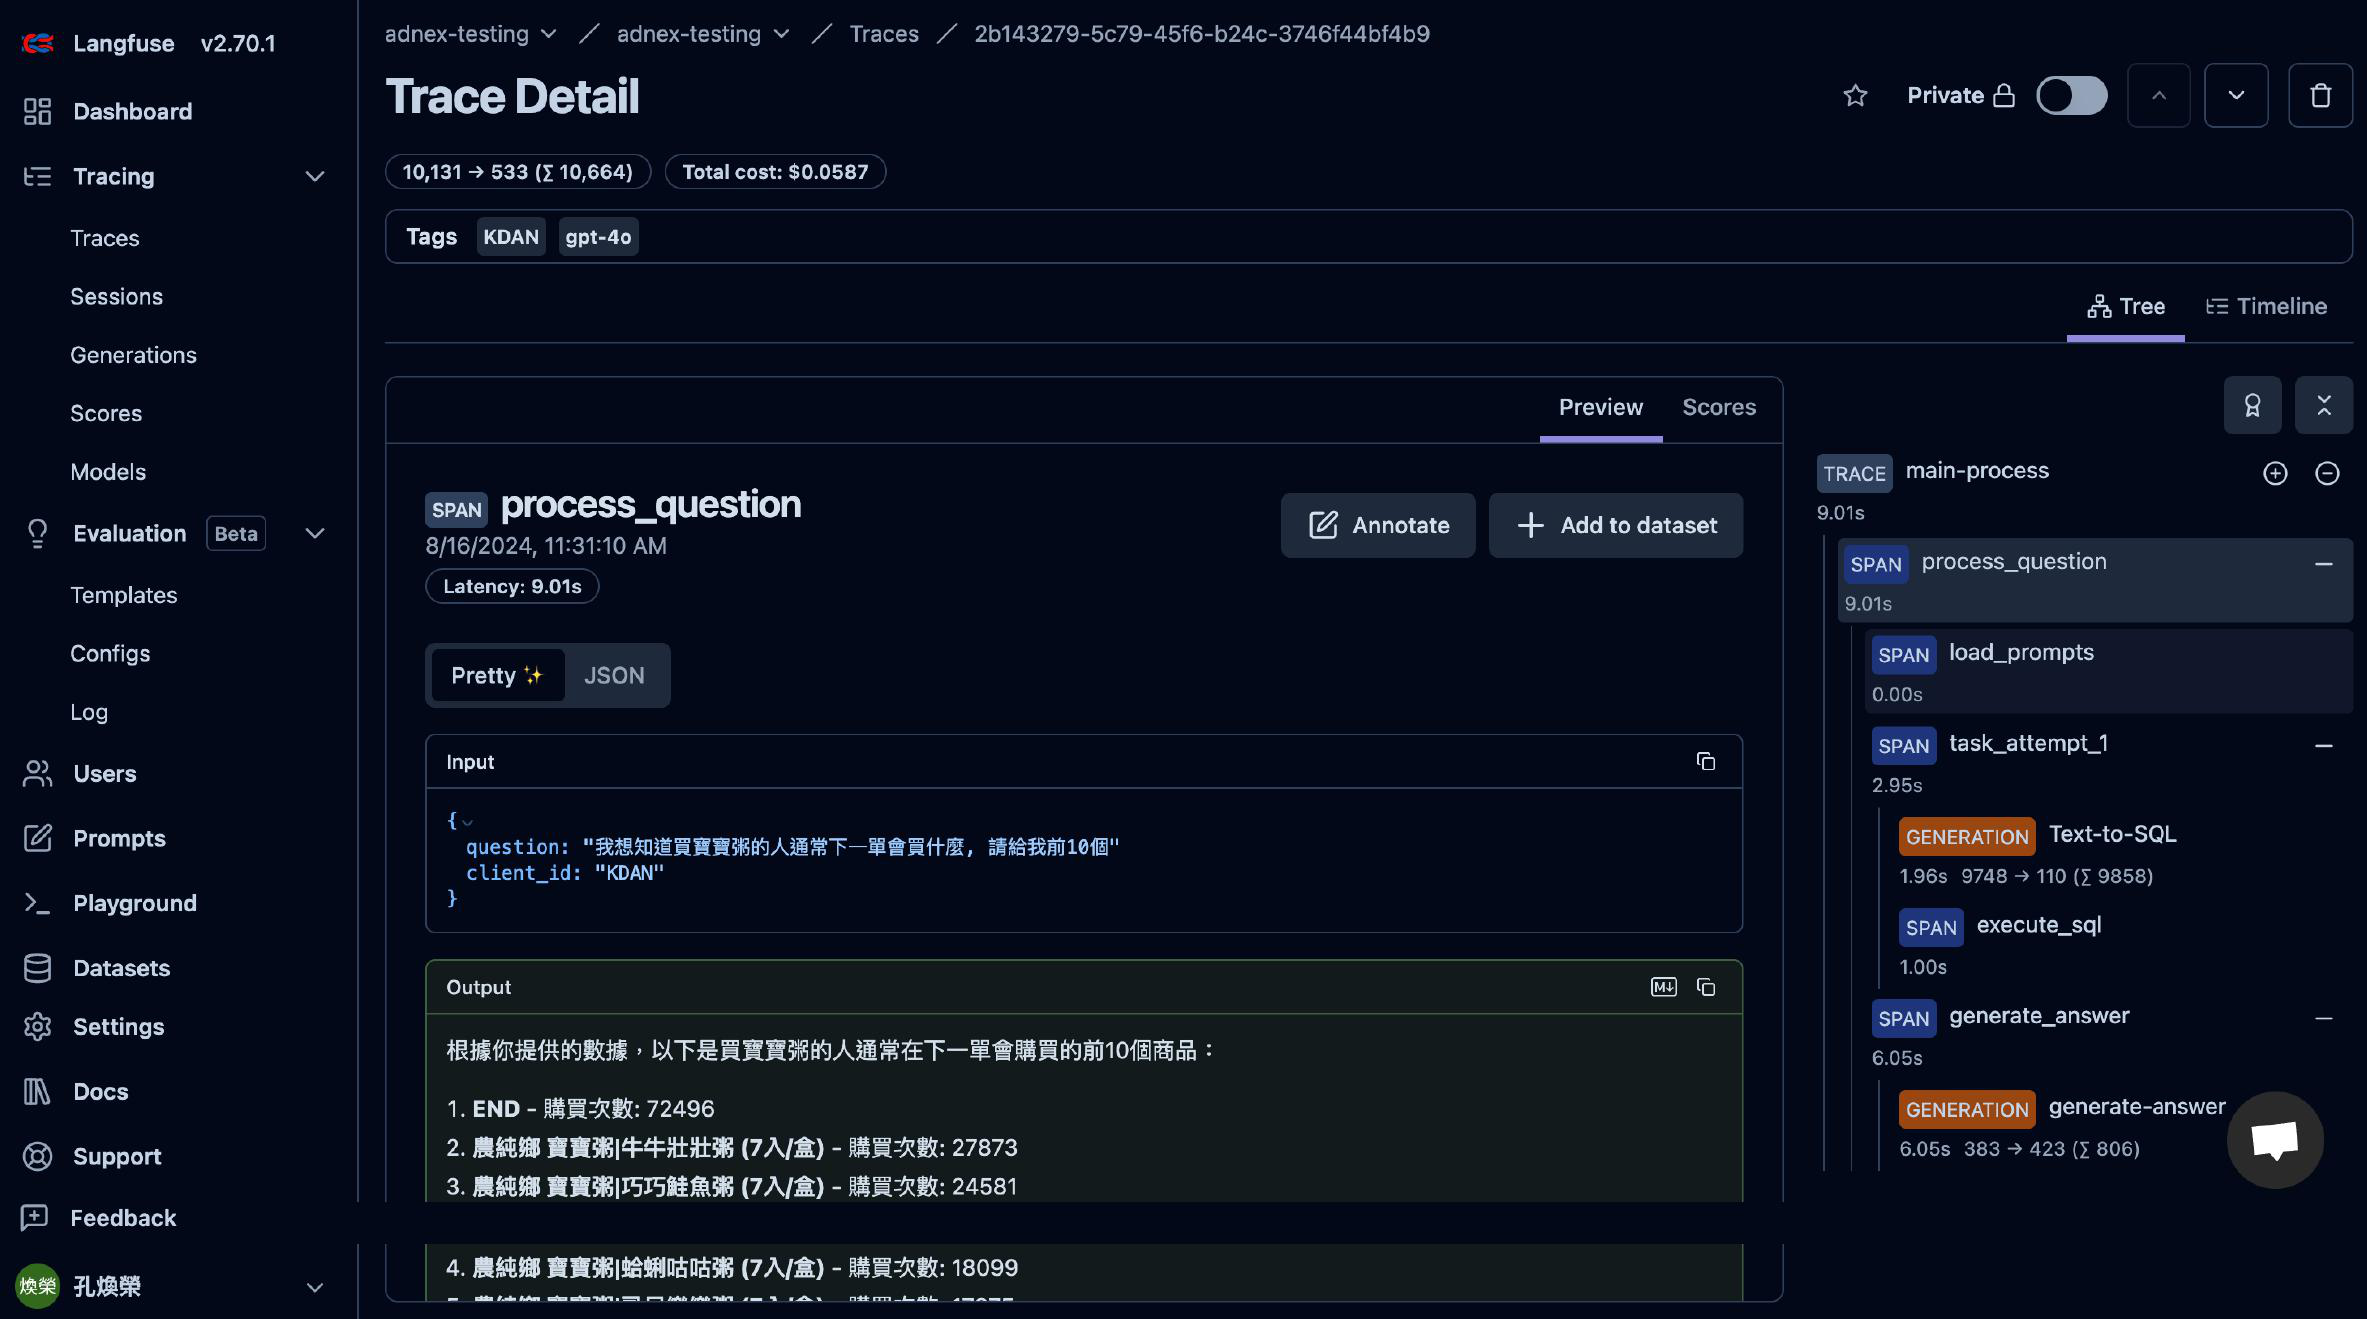 Langfuse v2.70.1
Dashboard
Tracing
Traces
Sessions
Generations
Scores
Models
Evaluation Beta
Templates
Configs
Log
Users
Prompts
Playground
Datasets
Settings
Docs
Support
Feedback
煥榮 孔煥榮
adnex-testing / adnex-testing / Traces / 2b143279-5c79-45f6-b24c-3746f44bf4b9
Trace Detail
Private
10,131 → 533 (∑ 10,664) Total cost: $0.0587
Tags KDAN gpt-4o
Tree Timeline
Preview Scores
SPAN process_question
8/16/2024, 11:31:10 AM
Latency: 9.01s
Annotate + Add to dataset
Pretty ✨ JSON
Input
{
question: "我想知道買寶寶粥的人通常下一單會買什麼, 請給我前10個"
client_id: "KDAN"
}
Output
根據你提供的數據，以下是買寶寶粥的人通常在下一單會購買的前10個商品：
1. END - 購買次數: 72496
2. 農純鄉 寶寶粥|牛牛壯壯粥 (7入/盒) - 購買次數: 27873
3. 農純鄉 寶寶粥|巧巧鮭魚粥 (7入/盒) - 購買次數: 24581
4. 農純鄉 寶寶粥|蛤蜊咕咕粥 (7入/盒) - 購買次數: 18099
TRACE main-process
9.01s
SPAN process_question
9.01s
SPAN load_prompts
0.00s
SPAN task_attempt_1
2.95s
GENERATION Text-to-SQL
1.96s 9748 → 110 (∑ 9858)
SPAN execute_sql
1.00s
SPAN generate_answer
6.05s
GENERATION generate-answer
6.05s 383 → 423 (∑ 806)